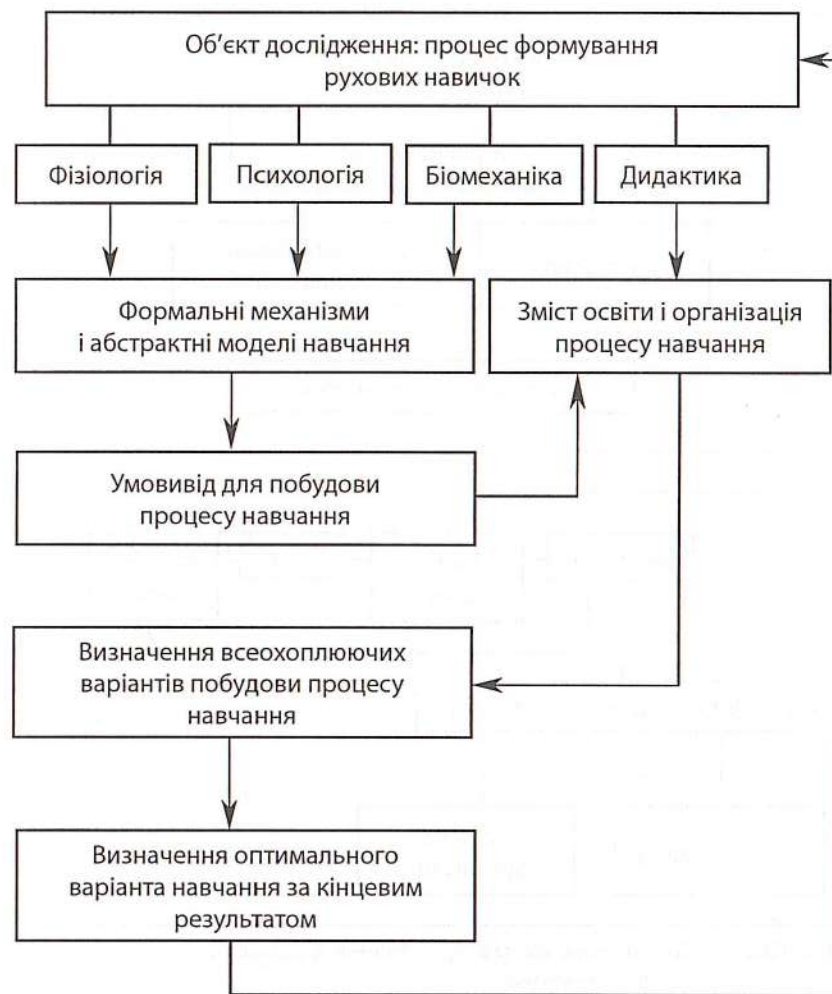 Об’єкт дослідження: процес формування
рухових навичок
Фізіологія
Психологія
Біомеханіка
Дидактика
Формальні механізми
і абстрактні моделі навчання
Зміст освіти і організація
процесу навчання
Умовивід для побудови
процесу навчання
Визначення всеохоплюючих
варіантів побудови процесу
навчання
Визначення оптимального
варіанта навчання за кінцевим
результатом